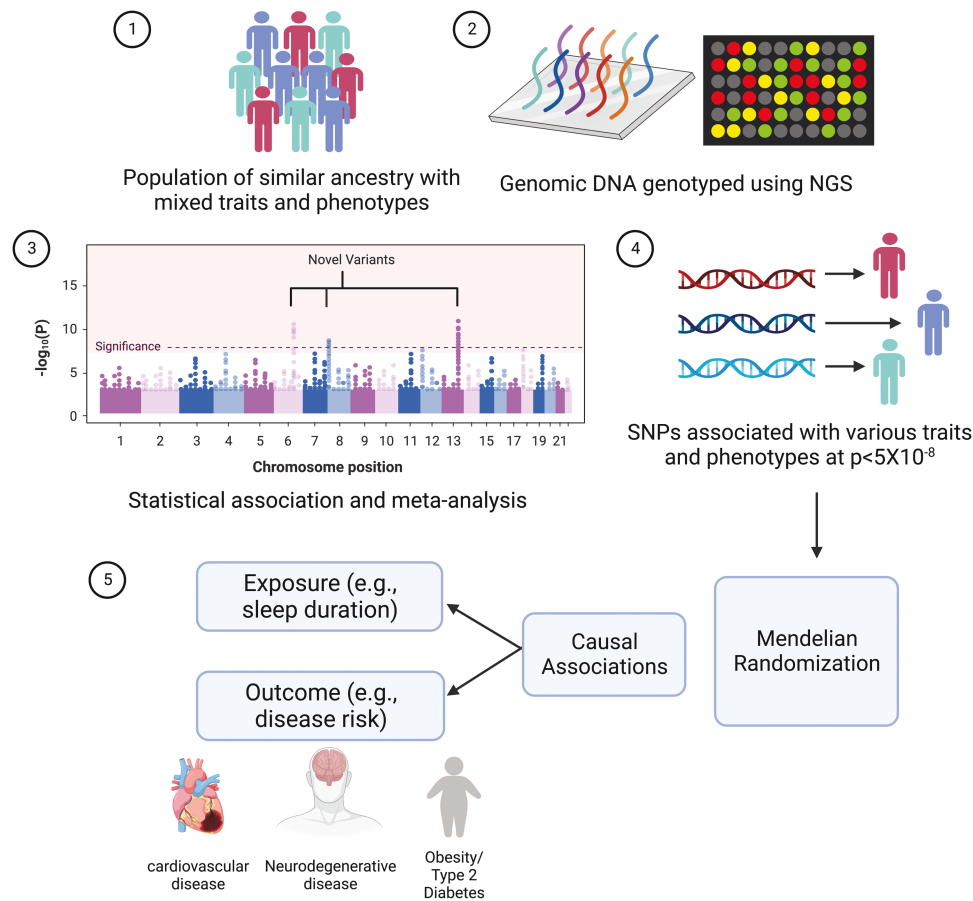 1
Population of similar ancestry with
mixed traits and phenotypes
2
Genomic DNA genotyped using NGS
3
Novel Variants
15
10
5
0
-log10(P)
Significance
1 2 3 4 5 6 7 8 9 10 11 12 13 15 17 19 21
Chromosome position
Statistical association and meta-analysis
4
SNPs associated with various traits
and phenotypes at p<5X10-8
5
Exposure (e.g.,
sleep duration)
Outcome (e.g.,
disease risk)
Causal
Associations
Mendelian
Randomization
cardiovascular
disease
Neurodegenerative
disease
Obesity/
Type 2
Diabetes